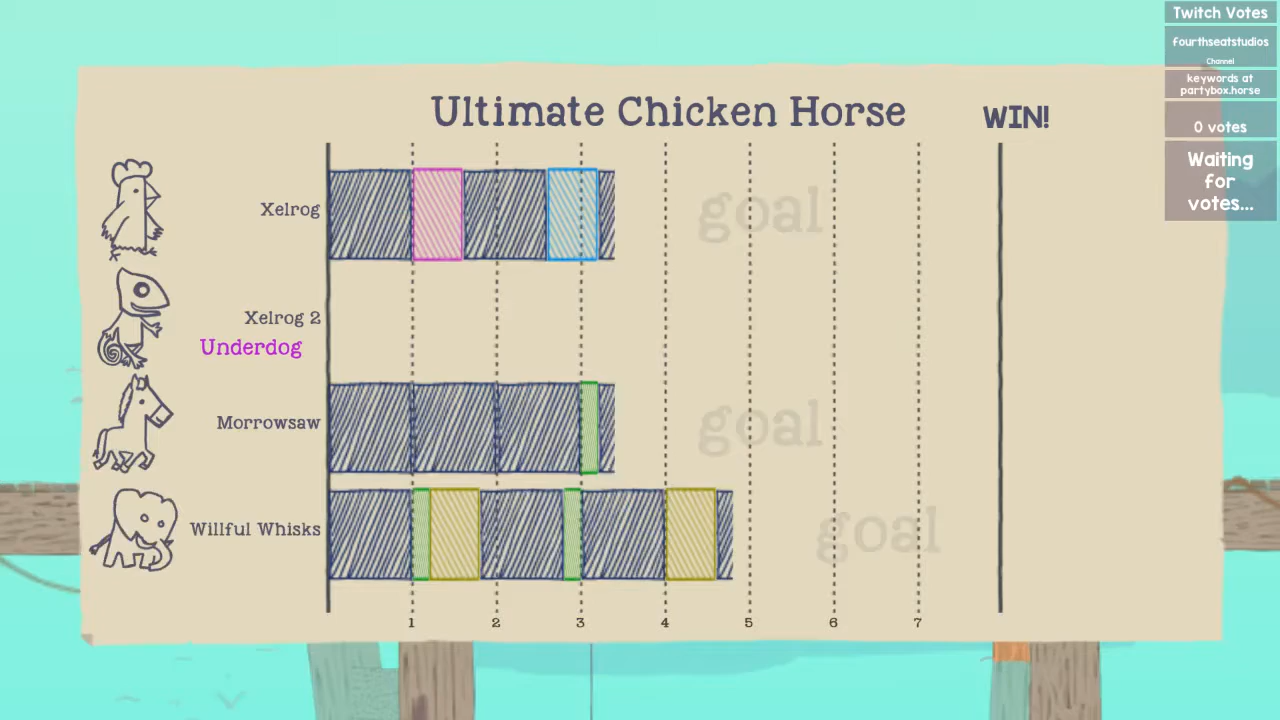 Twitch Votes
fourthseatstudios
Channel
keywords at
partybox.horse
0 votes
Waiting
for
votes...
Ultimate Chicken Horse
WIN!
Xelrog
goal
Xelrog 2
Underdog
Morrowsaw
goal
Willful Whisks
goal
1 2 3 4 5 6 7